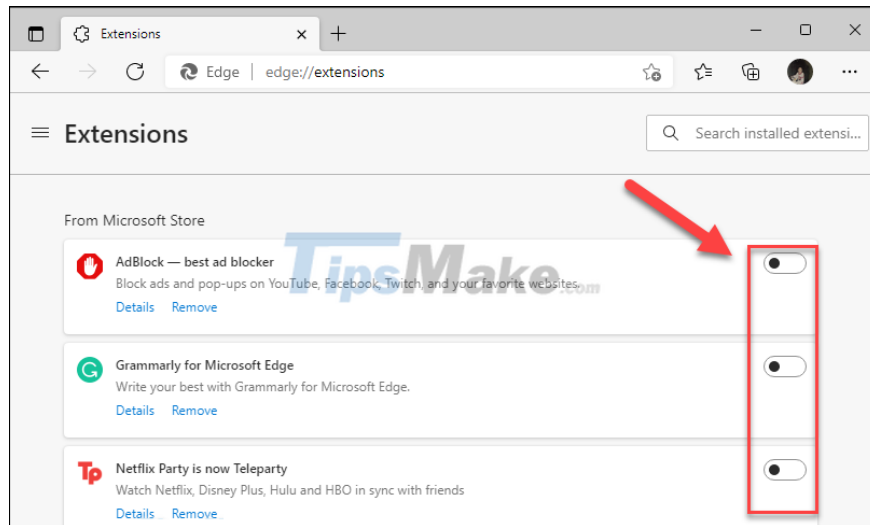 Extensions
Edge | edge://extensions
Extensions
Search installed extensi...
From Microsoft Store
AdBlock — best ad blocker
Block ads and pop-ups on YouTube, Facebook, Twitch, and your favorite websites.
Details Remove
TipsMake.com
Grammarly for Microsoft Edge
Write your best with Grammarly for Microsoft Edge.
Details Remove
Tp
Netflix Party is now Teleparty
Watch Netflix, Disney Plus, Hulu and HBO in sync with friends
Details Remove